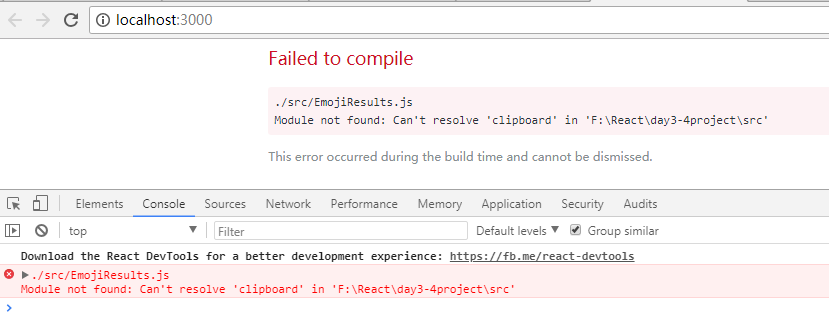 localhost:3000
Failed to compile
./src/EmojiResults.js
Module not found: Can't resolve 'clipboard' in 'F:\React\day3-4project\src'
This error occurred during the build time and cannot be dismissed.
Elements Console Sources Network Performance Memory Application Security Audits
top Filter Default levels Group similar
Download the React DevTools for a better development experience: https://fb.me/react-devtools
./src/EmojiResults.js
Module not found: Can't resolve 'clipboard' in 'F:\React\day3-4project\src'